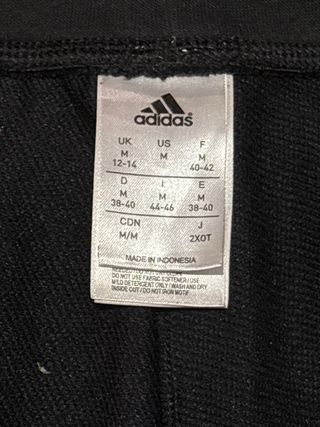 adidas
UK US F
M M M
12-14 40-42
D I E
M M M
38-40 44-46 38-40
CDN J
M/M 2XOT
MADE IN INDONESIA
DO NOT USE FABRIC SOFTENER / USE
MILD DETERGENT ONLY / WASH AND DRY
INSIDE OUT / DO NOT IRON MOTIF